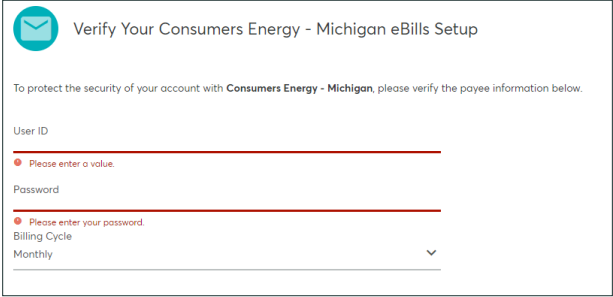 Verify Your Consumers Energy - Michigan eBills Setup
To protect the security of your account with Consumers Energy - Michigan, please verify the payee information below.
User ID
Please enter a value.
Password
Please enter your password.
Billing Cycle
Monthly